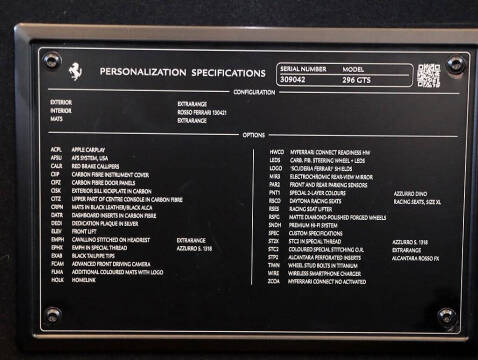 PERSONALIZATION SPECIFICATIONS
SERIAL NUMBER MODEL
309042 296 GTS
CONFIGURATION
EXTERIOR EXTRARANGE
INTERIOR ROSSO FERRARI 130421
MATS EXTRARANGE
OPTIONS
ACPL APPLE CARPLAY
AFSU AFS SYSTEM, USA
CALR RED BRAKE CALLIPERS
CIIP CARBON FIBRE INSTRUMENT COVER
CIPZ CARBON FIBRE DOOR PANELS
CISK EXTERIOR SILL KICKPLATE IN CARBON
CITZ UPPER PART OF CENTRE CONSOLE IN CARBON FIBRE
CRPN MATS IN BLACK LEATHER/BLACK ALCA
DATR DASHBOARD INSERTS IN CARBON FIBRE
DEDI DEDICATION PLAQUE IN SILVER
ELEV FRONT LIFT
EMPH CAVALLINO STITCHED ON HEADREST EXTRARANGE
EPHX EMPH IN SPECIAL THREAD AZZURRO S. 1318
EXAB BLACK TAILPIPE TIPS
FCAM ADVANCED FRONT DRIVING CAMERA
FLMA ADDITIONAL COLOURED MATS WITH LOGO
HOLK HOMELINK
HWCO MYFERRARI CONNECT READINESS HW
LEDS CARB. FIB. STEERING WHEEL + LEDS
LOGO "SCUDERIA FERRARI" SHIELDS
MIR3 ELECTROCHROMIC REAR-VIEW MIRROR
PAR2 FRONT AND REAR PARKING SENSORS
PNT1 SPECIAL 2-LAYER COLOURS AZZURRO DINO
RSCD DAYTONA RACING SEATS RACING SEATS, SIZE XL
RSES RACING SEAT LIFTER
RSFG MATTE DIAMOND-POLISHED FORGED WHEELS
SNDH PREMIUM HI-FI SYSTEM
SPEC CUSTOM SPECIFICATIONS
ST2X STC2 IN SPECIAL THREAD AZZURRO S. 1318
STC2 COLOURED SPECIAL STITCHING O.R. EXTRARANGE
STP2 ALCANTARA PERFORATED INSERTS ALCANTARA ROSSO FX
TIWN WHEEL STUD BOLTS IN TITANIUM
WIRE WIRELESS SMARTPHONE CHARGER
ZCOA MYFERRARI CONNECT NO ACTIVATED